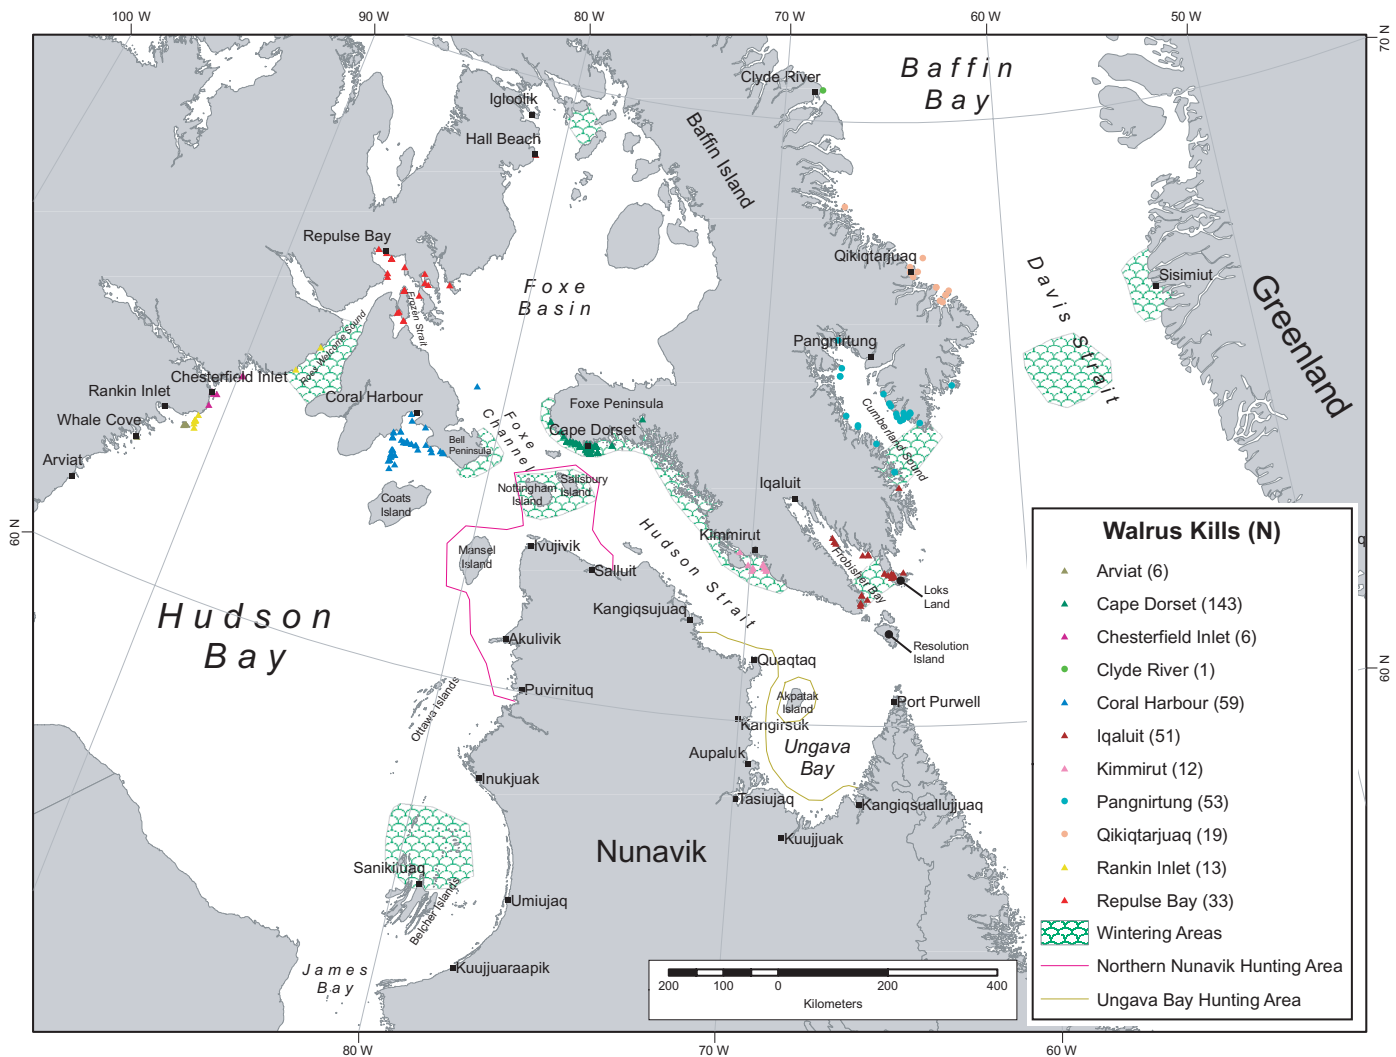 100 W
90 W
80 W
70 W
60 W
50 W
70 N
Clyde River
Baffin
Bay
Igloolik
Hall Beach
Baffin Island
Repulse Bay
Qikiqtarjuaq
Foxe
Basin
Davis Strait
Sisimiut
Greenland
Frozen Strait
Roes Welcome Sound
Pangnirtung
Chesterfield Inlet
Rankin Inlet
Coral Harbour
Whale Cove
Foxe Peninsula
Foxe
Channel
Cape Dorset
Cumberland Sound
Bell
Peninsula
Arviat
Coats
Island
Nottingham
Island
Salisbury
Island
Iqaluit
60 N
Mansel
Island
Ivujivik
Hudson Strait
Kimmirut
Frobisher Bay
Salluit
Loks
Land
Kangiqsujuaq
Hudson
Bay
Akulivik
Resolution
Island
Quaqtaq
60 N
Puvirnituq
Ottawa Islands
Akpatak
Island
Port Purwell
Kangirsuk
Aupaluk
Ungava
Bay
Inukjuak
Tasiujaq
Kangiqsuallujjuaq
Kuujjuak
Nunavik
Sanikiluaq
Belcher Islands
Umiujaq
James
Bay
Kuujjuaraapik
q
Walrus Kills (N)
Arviat (6)
Cape Dorset (143)
Chesterfield Inlet (6)
Clyde River (1)
Coral Harbour (59)
Iqaluit (51)
Kimmirut (12)
Pangnirtung (53)
Qikiqtarjuaq (19)
Rankin Inlet (13)
Repulse Bay (33)
Wintering Areas
Northern Nunavik Hunting Area
Ungava Bay Hunting Area
200 100 0 200 400
Kilometers
80 W
70 W
60 W